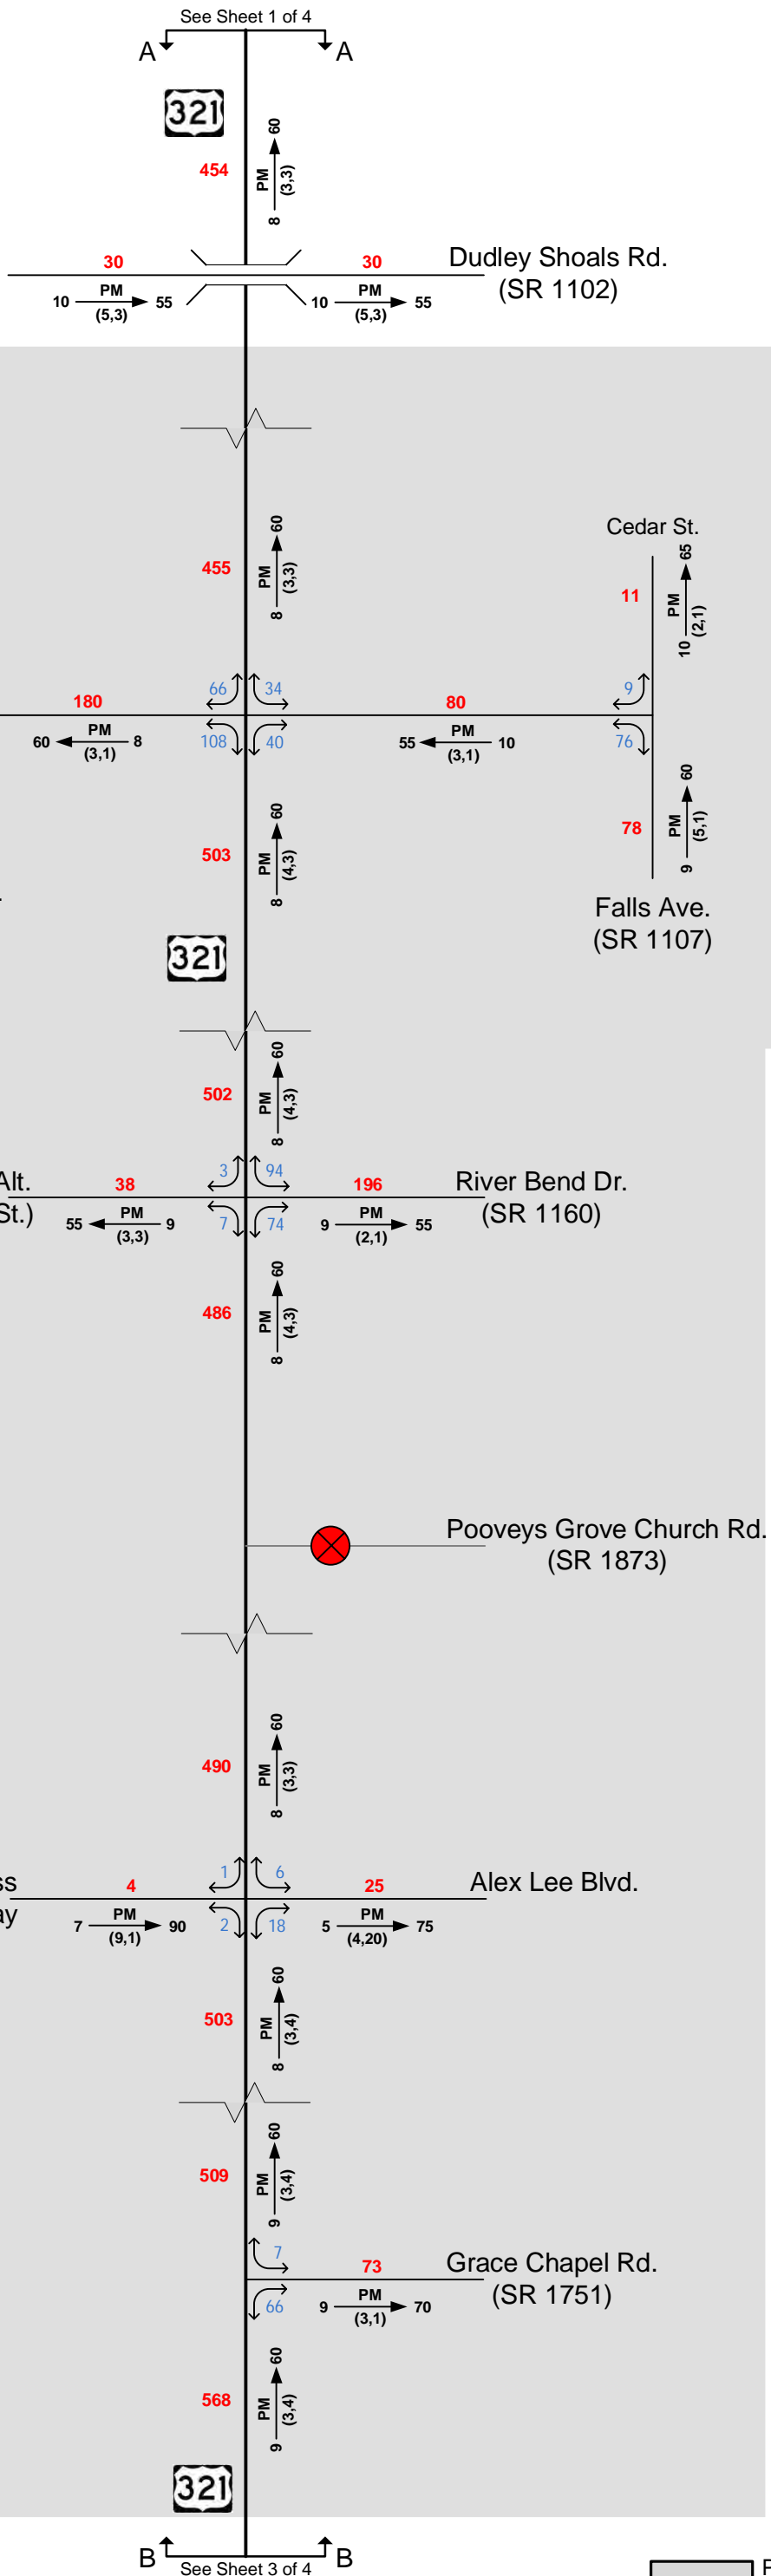 See Sheet 1 of 4
A A
321
454
PM
(3,3)
8 60
30 30
Dudley Shoals Rd.
(SR 1102)
10 PM 55
(5,3)
10 PM 55
(5,3)
455
8 PM 60
(3,3)
Cedar St.
11
10 PM 65
(2,1)
66 34
9
180
80
108 40
76
60 PM 8
(3,1)
55 PM 10
(3,1)
503
8 PM 60
(4,3)
78
9 PM 60
(5,1)
Falls Ave.
(SR 1107)
321
502
8 PM 60
(4,3)
3 94
Alt.
38
196
River Bend Dr.
St.)
(SR 1160)
7 74
55 PM 9
(3,3)
9 PM 55
(2,1)
486
8 PM 60
(4,3)
Pooveys Grove Church Rd.
(SR 1873)
490
8 PM 60
(3,3)
1 6
ss
4
25
Alex Lee Blvd.
ay
2 18
7 PM 90
(9,1)
5 PM 75
(4,20)
503
8 PM 60
(3,4)
509
9 PM 60
(3,4)
7
73
Grace Chapel Rd.
(SR 1751)
66
9 PM 70
(3,1)
568
9 PM 60
(3,4)
321
B B
See Sheet 3 of 4